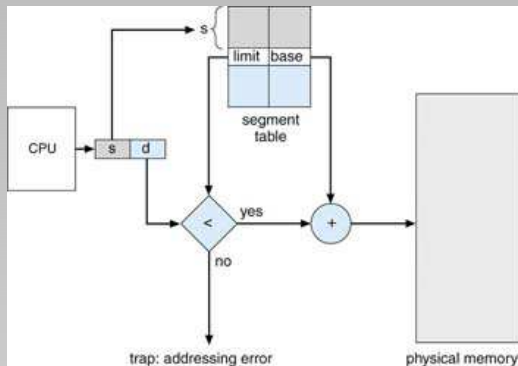 s
limit base
segment
table
CPU
s d
<
yes
+
no
trap: addressing error
physical memory